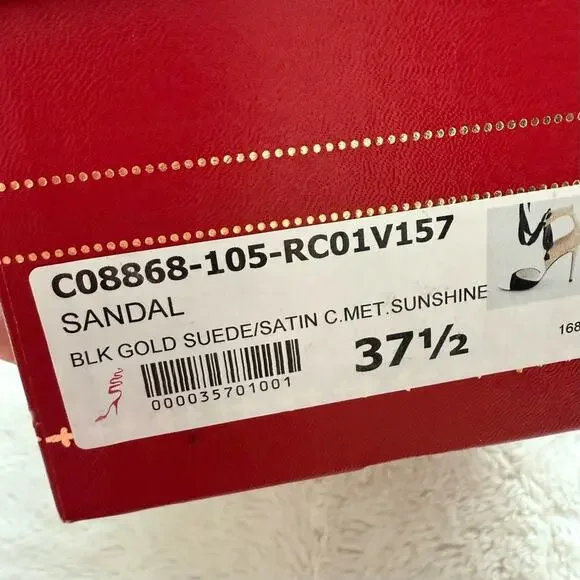 C08868-105-RC01V157
SANDAL
BLK GOLD SUEDE/SATIN C.MET.SUNSHINE
37½
000035701001
168